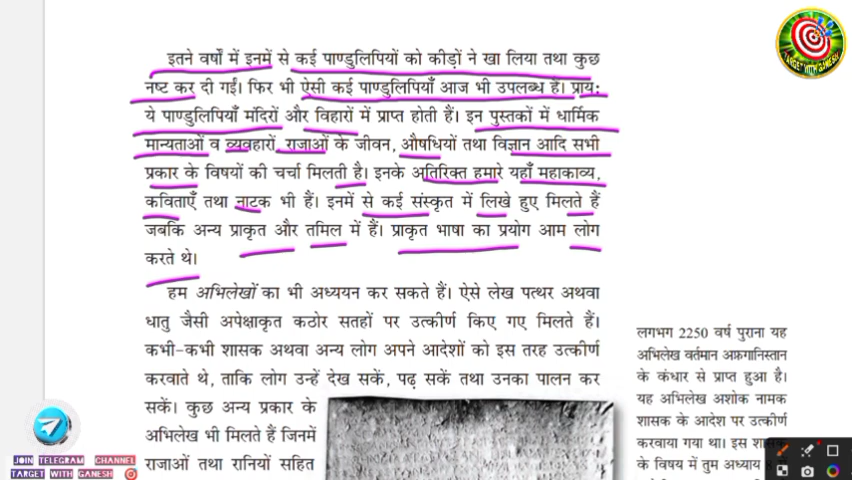 इतने वर्षों में इनमें से कई पाण्डुलिपियों को कीड़ों ने खा लिया तथा कुछ
नष्ट कर दी गईं। फिर भी ऐसी कई पाण्डुलिपियाँ आज भी उपलब्ध हैं। प्राय:
ये पाण्डुलिपियाँ मंदिरों और विहारों में प्राप्त होती हैं। इन पुस्तकों में धार्मिक
मान्यताओं व व्यवहारों, राजाओं के जीवन, औषधियों तथा विज्ञान आदि सभी
प्रकार के विषयों की चर्चा मिलती है। इनके अतिरिक्त हमारे यहाँ महाकाव्य,
कविताएँ तथा नाटक भी हैं। इनमें से कई संस्कृत में लिखे हुए मिलते हैं
जबकि अन्य प्राकृत और तमिल में हैं। प्राकृत भाषा का प्रयोग आम लोग
करते थे।
हम अभिलेखों का भी अध्ययन कर सकते हैं। ऐसे लेख पत्थर अथवा
धातु जैसी अपेक्षाकृत कठोर सतहों पर उत्कीर्ण किए गए मिलते हैं।
कभी-कभी शासक अथवा अन्य लोग अपने आदेशों को इस तरह उत्कीर्ण
करवाते थे, ताकि लोग उन्हें देख सकें, पढ़ सकें तथा उनका पालन कर
सकें। कुछ अन्य प्रकार के
अभिलेख भी मिलते हैं जिनमें
राजाओं तथा रानियों सहित
लगभग 2250 वर्ष पुराना यह
अभिलेख वर्तमान अफ़गानिस्तान
के कंधार से प्राप्त हुआ है।
यह अभिलेख अशोक नामक
शासक के आदेश पर उत्कीर्ण
करवाया गया था। इस शासक
के विषय में तुम अध्याय
TARGET WITH GANESH
JOIN TELEGRAM CHANNEL
TARGET WITH GANESH